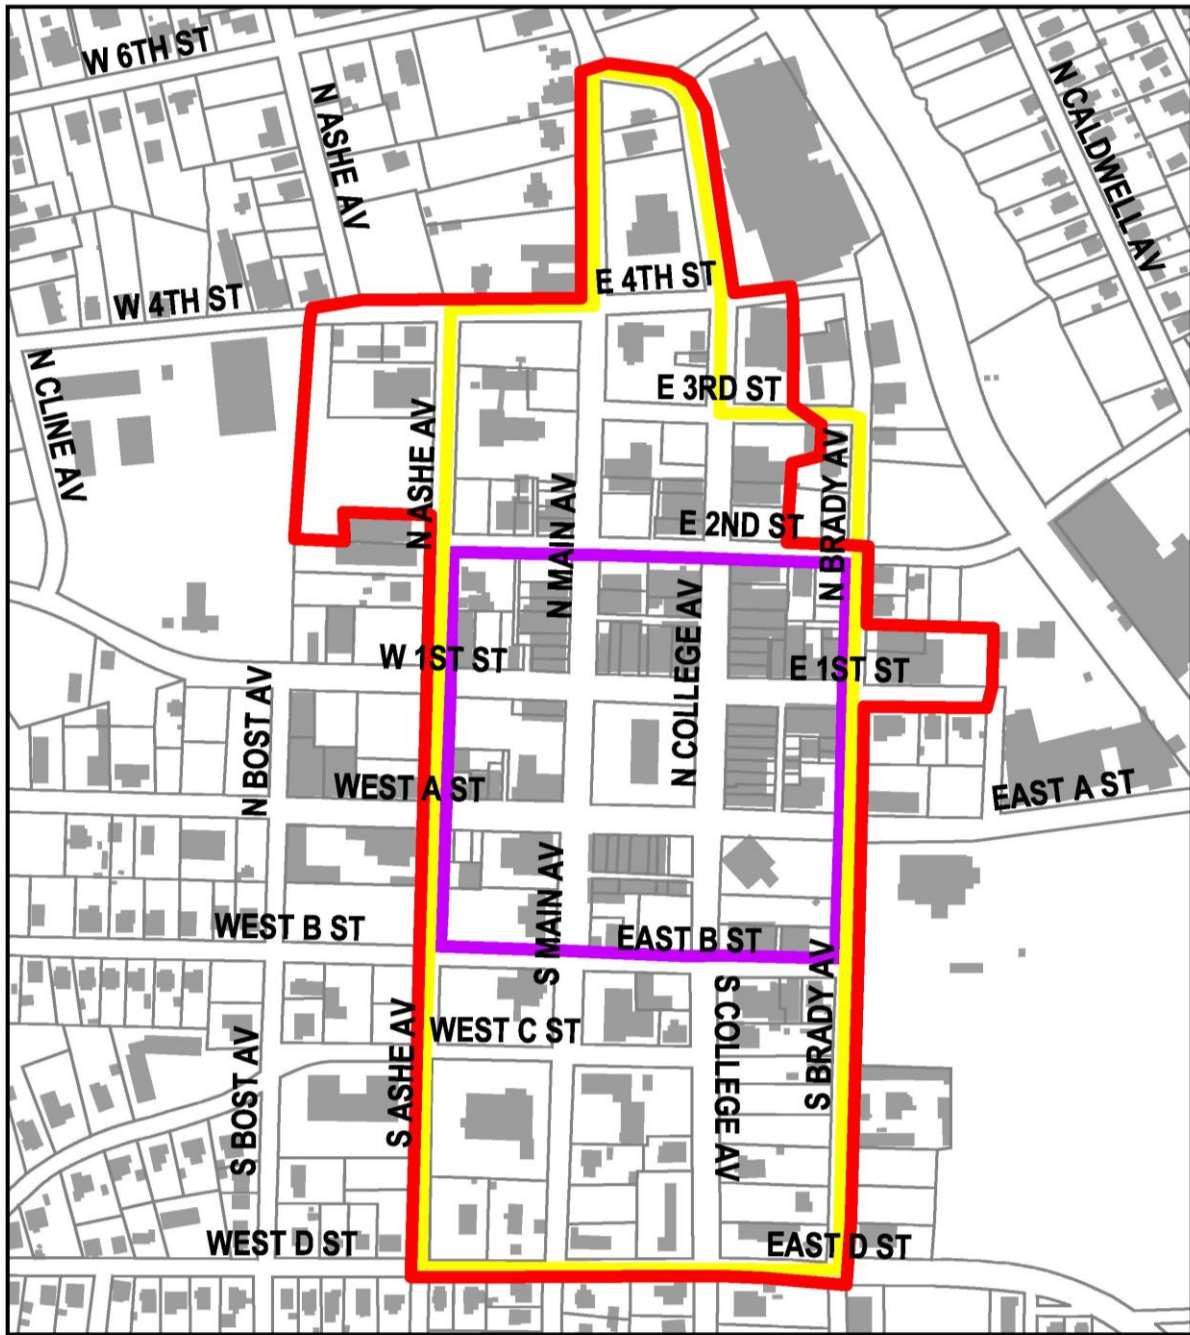 W 6TH ST
N ASHE AV
N CALDWELL AV
W 4TH ST
E 4TH ST
N CLINE AV
E 3RD ST
N ASHE AV
N MAIN AV
E 2ND ST
N BRADY AV
N COLLEGE AV
W 1ST ST
E 1ST ST
N BOST AV
WEST A ST
EAST A ST
S MAIN AV
WEST B ST
EAST B ST
S BRADY AV
S COLLEGE AV
WEST C ST
S ASHE AV
S BOST AV
WEST D ST
EAST D ST